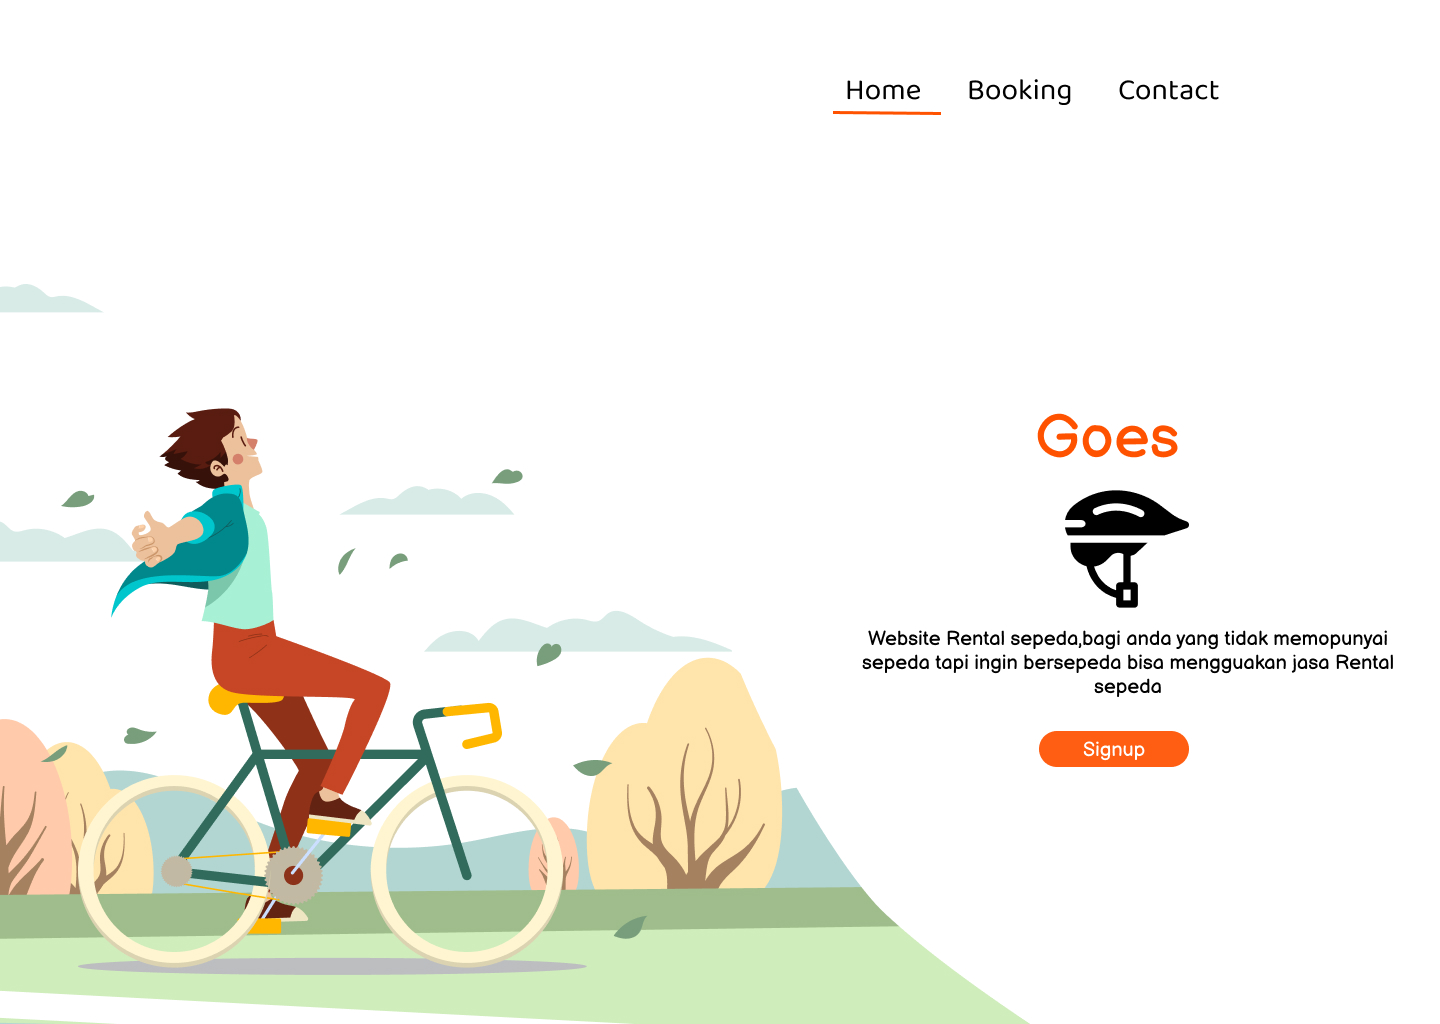 Home Booking Contact
Goes
Website Rental sepeda,bagi anda yang tidak memopunyai
sepeda tapi ingin bersepeda bisa mengguakan jasa Rental
sepeda
Signup